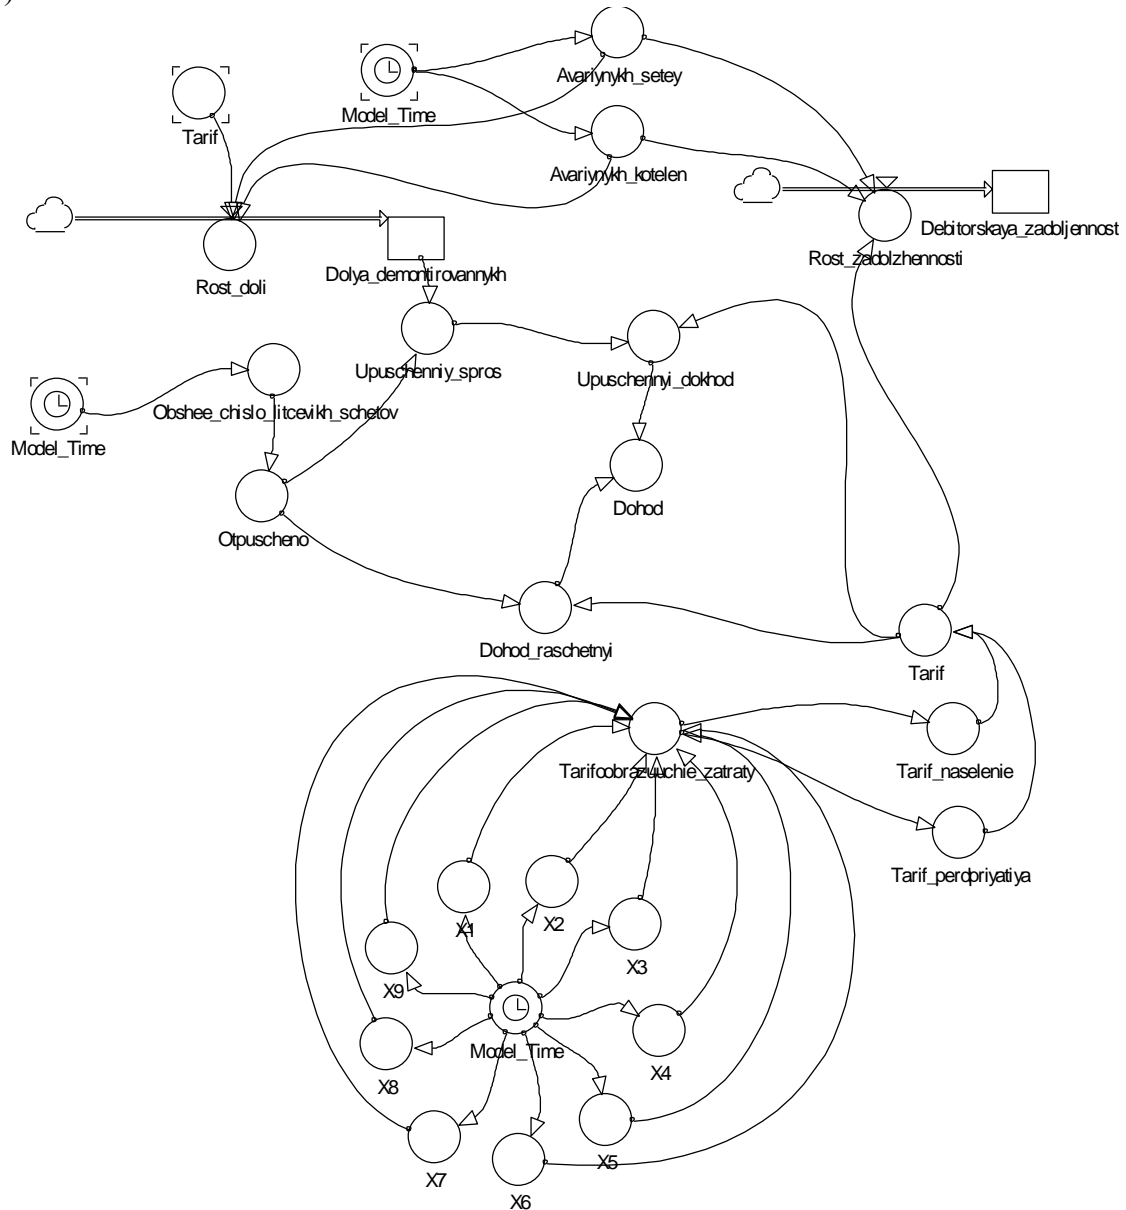 )
Avariynykh_setey
Model_Time
Tarif
Avariynykh_kotelen
Debitorskaya_zadoljennost
Rost_zadolzhennosti
Dolya_demontirovannykh
Rost_doli
Upuschenniy_spros
Upuschennyi_dokhod
Obshee_chislo_litcevikh_schetov
Model_Time
Dohod
Otpuscheno
Dohod_raschetnyi
Tarif
Tarifoobrazuuchie_zatraty
Tarif_naselenie
Tarif_perdpriyatiya
X1
X2
X3
X9
Model_Time
X4
X8
X5
X7
X6